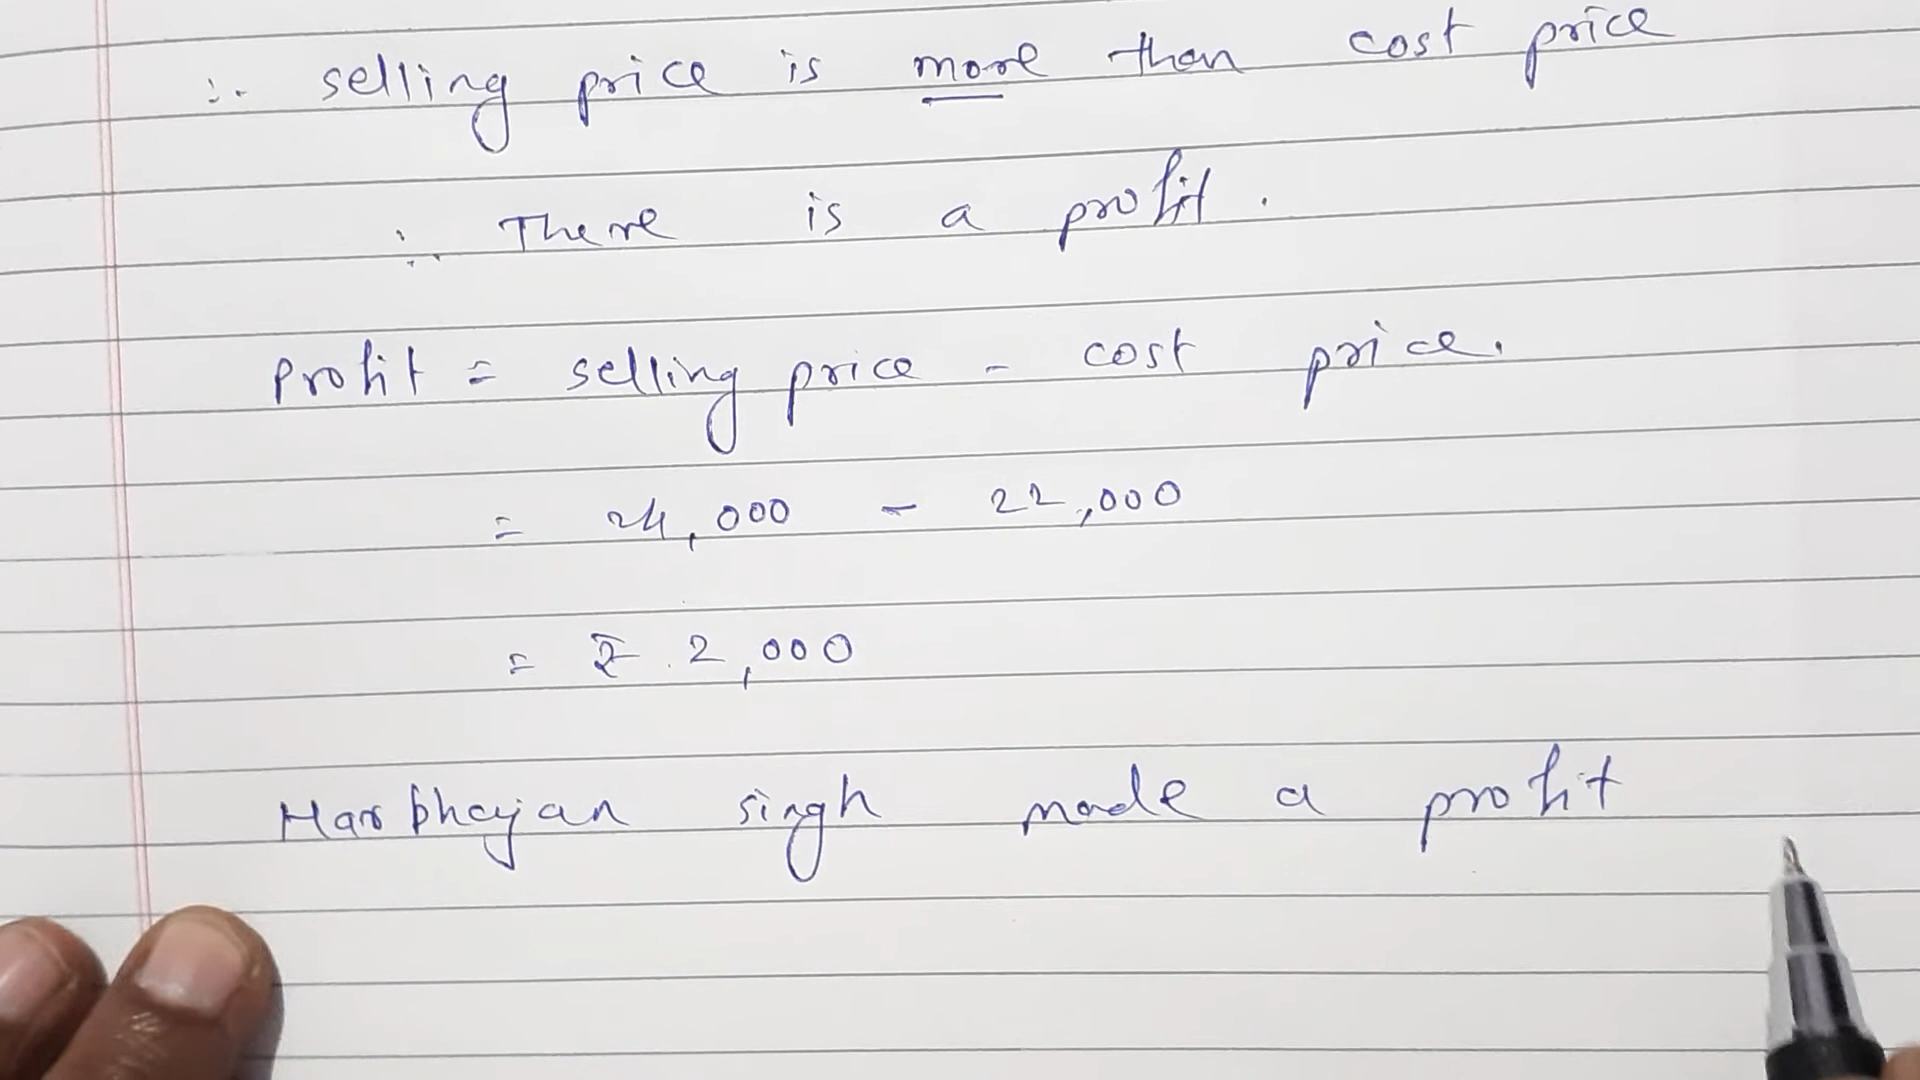 ∴ selling price is more than cost price
∴ There is a profit.
Profit = selling price - cost price.
= 24,000 - 22,000
= ₹ 2,000
Harbhajan singh made a profit